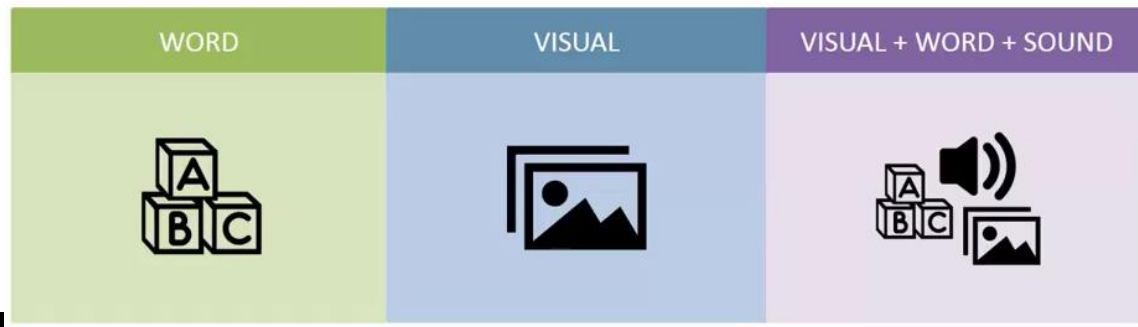 WORD
VISUAL
VISUAL + WORD + SOUND
A
B C
A
B C